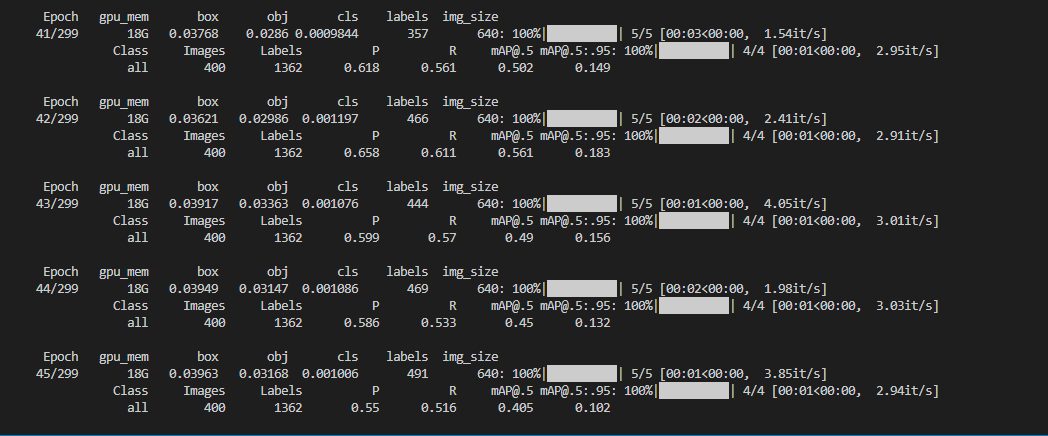 Epoch gpu_mem box obj cls labels img_size
41/299 18G 0.03768 0.0286 0.0009844 357 640: 100%| | 5/5 [00:03<00:00, 1.54it/s]
Class Images Labels P R mAP@.5 mAP@.5:.95: 100%| | 4/4 [00:01<00:00, 2.95it/s]
all 400 1362 0.618 0.561 0.502 0.149
Epoch gpu_mem box obj cls labels img_size
42/299 18G 0.03621 0.02986 0.001197 466 640: 100%| | 5/5 [00:02<00:00, 2.41it/s]
Class Images Labels P R mAP@.5 mAP@.5:.95: 100%| | 4/4 [00:01<00:00, 2.91it/s]
all 400 1362 0.658 0.611 0.561 0.183
Epoch gpu_mem box obj cls labels img_size
43/299 18G 0.03917 0.03363 0.001076 444 640: 100%| | 5/5 [00:01<00:00, 4.05it/s]
Class Images Labels P R mAP@.5 mAP@.5:.95: 100%| | 4/4 [00:01<00:00, 3.01it/s]
all 400 1362 0.599 0.57 0.49 0.156
Epoch gpu_mem box obj cls labels img_size
44/299 18G 0.03949 0.03147 0.001086 469 640: 100%| | 5/5 [00:02<00:00, 1.98it/s]
Class Images Labels P R mAP@.5 mAP@.5:.95: 100%| | 4/4 [00:01<00:00, 3.03it/s]
all 400 1362 0.586 0.533 0.45 0.132
Epoch gpu_mem box obj cls labels img_size
45/299 18G 0.03963 0.03168 0.001006 491 640: 100%| | 5/5 [00:01<00:00, 3.85it/s]
Class Images Labels P R mAP@.5 mAP@.5:.95: 100%| | 4/4 [00:01<00:00, 2.94it/s]
all 400 1362 0.55 0.516 0.405 0.102